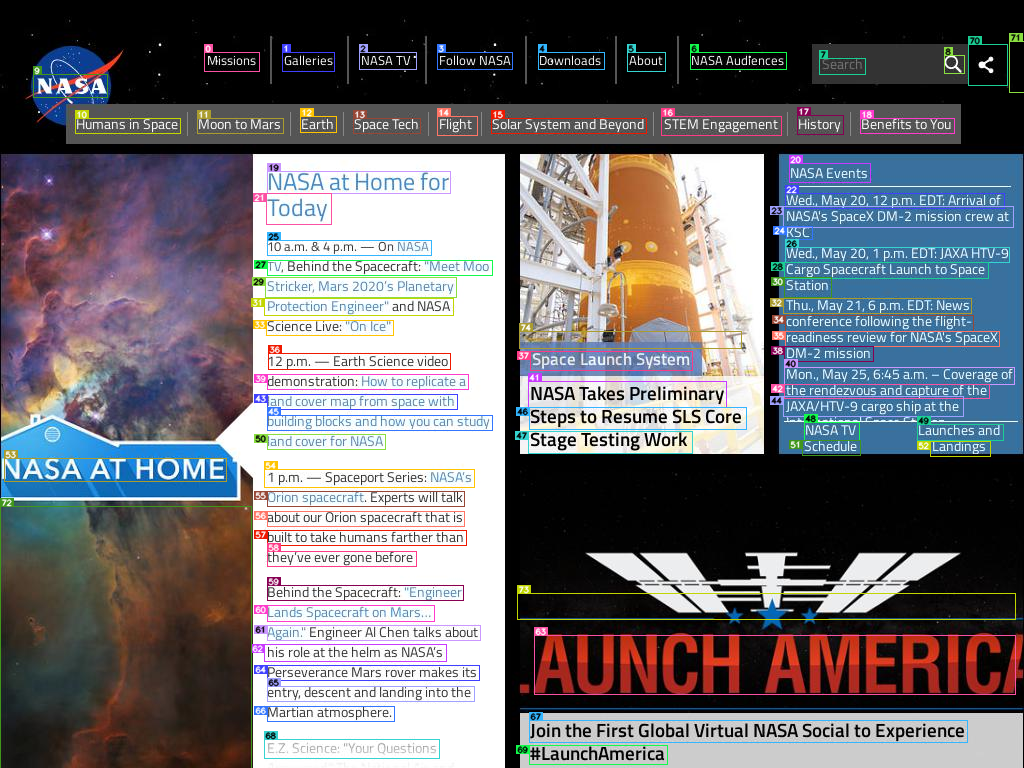 Missions
Galleries
NASA TV
Follow NASA
Downloads
About
NASA Audiences
Search
NASA
Humans in Space
Moon to Mars
Earth
Space Tech
Flight
Solar System and Beyond
STEM Engagement
History
Benefits to You
NASA at Home for
Today
10 a.m. & 4 p.m. — On NASA
TV, Behind the Spacecraft: "Meet Moo
Stricker, Mars 2020's Planetary
Protection Engineer" and NASA
Science Live: "On Ice"
12 p.m. — Earth Science video
demonstration: How to replicate a
land cover map from space with
building blocks and how you can study
land cover for NASA
1 p.m. — Spaceport Series: NASA's
Orion spacecraft. Experts will talk
about our Orion spacecraft that is
built to take humans farther than
they've ever gone before
Behind the Spacecraft: "Engineer
Lands Spacecraft on Mars...
Again." Engineer Al Chen talks about
his role at the helm as NASA's
Perseverance Mars rover makes its
entry, descent and landing into the
Martian atmosphere.
E.Z. Science: "Your Questions
NASA AT HOME
Space Launch System
NASA Takes Preliminary
Steps to Resume SLS Core
Stage Testing Work
NASA Events
Wed., May 20, 12 p.m. EDT: Arrival of
NASA's SpaceX DM-2 mission crew at
KSC
Wed., May 20, 1 p.m. EDT: JAXA HTV-9
Cargo Spacecraft Launch to Space
Station
Thu., May 21, 6 p.m. EDT: News
conference following the flight-
readiness review for NASA's SpaceX
DM-2 mission
Mon., May 25, 6:45 a.m. – Coverage of
the rendezvous and capture of the
JAXA/HTV-9 cargo ship at the
NASA TV
Schedule
Launches and
Landings
LAUNCH AMERICA
Join the First Global Virtual NASA Social to Experience
#LaunchAmerica